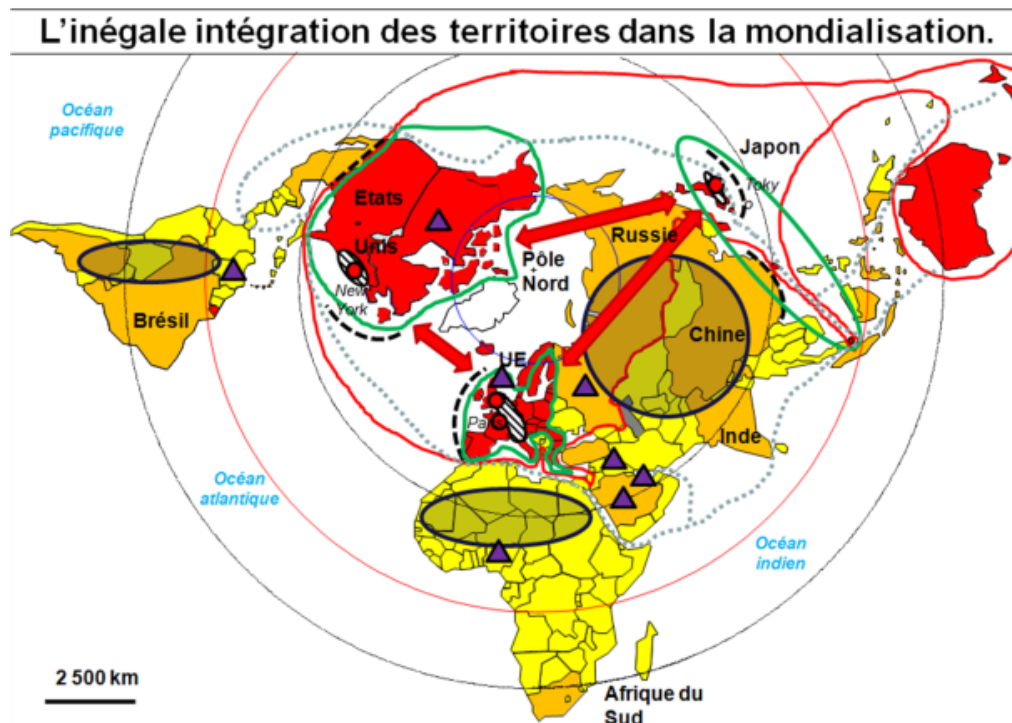 L'inégale intégration des territoires dans la mondialisation.
Océan
pacifique
Japon
Toky
o
Etats
-
Unis
Russie
Pôle
Nord
New
York
Brésil
Chine
UE
Paris
Inde
Océan
atlantique
Océan
indien
2 500 km
Afrique du
Sud